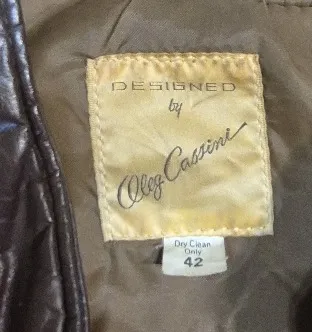 DESIGNED
by
Oleg Cassini
Dry Clean
Only
42